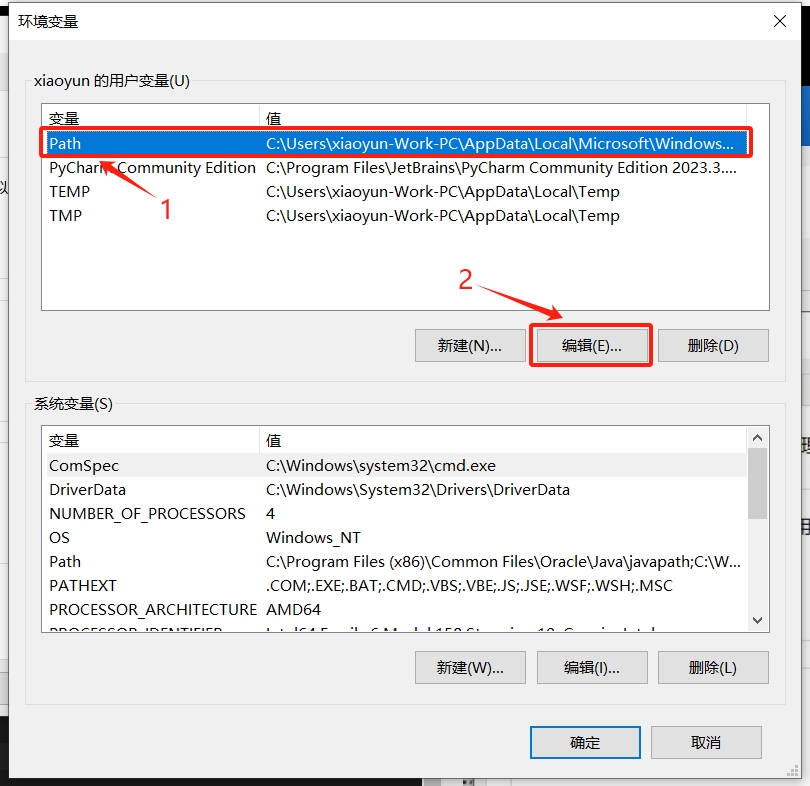 环境变量
xiaoyun 的用户变量(U)
变量 值
Path C:\Users\xiaoyun-Work-PC\AppData\Local\Microsoft\Windows...
PyCharm Community Edition C:\Program Files\JetBrains\PyCharm Community Edition 2023.3....
TEMP C:\Users\xiaoyun-Work-PC\AppData\Local\Temp
TMP C:\Users\xiaoyun-Work-PC\AppData\Local\Temp
1
2
新建(N)... 编辑(E)... 删除(D)
系统变量(S)
变量 值
ComSpec C:\Windows\system32\cmd.exe
DriverData C:\Windows\System32\Drivers\DriverData
NUMBER_OF_PROCESSORS 4
OS Windows_NT
Path C:\Program Files (x86)\Common Files\Oracle\Java\javapath;C:\W...
PATHEXT .COM;.EXE;.BAT;.CMD;.VBS;.VBE;.JS;.JSE;.WSF;.WSH;.MSC
PROCESSOR_ARCHITECTURE AMD64
新建(W)... 编辑(I)... 删除(L)
确定 取消